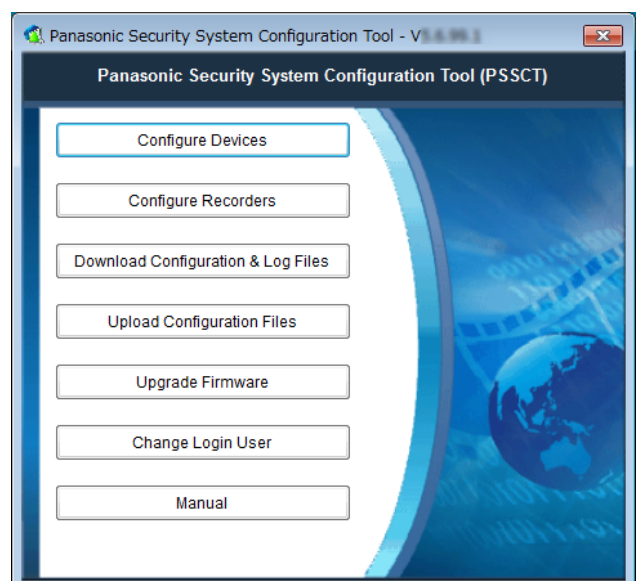 Panasonic Security System Configuration Tool - V
Panasonic Security System Configuration Tool (PSSCT)
Configure Devices
Configure Recorders
Download Configuration & Log Files
Upload Configuration Files
Upgrade Firmware
Change Login User
Manual